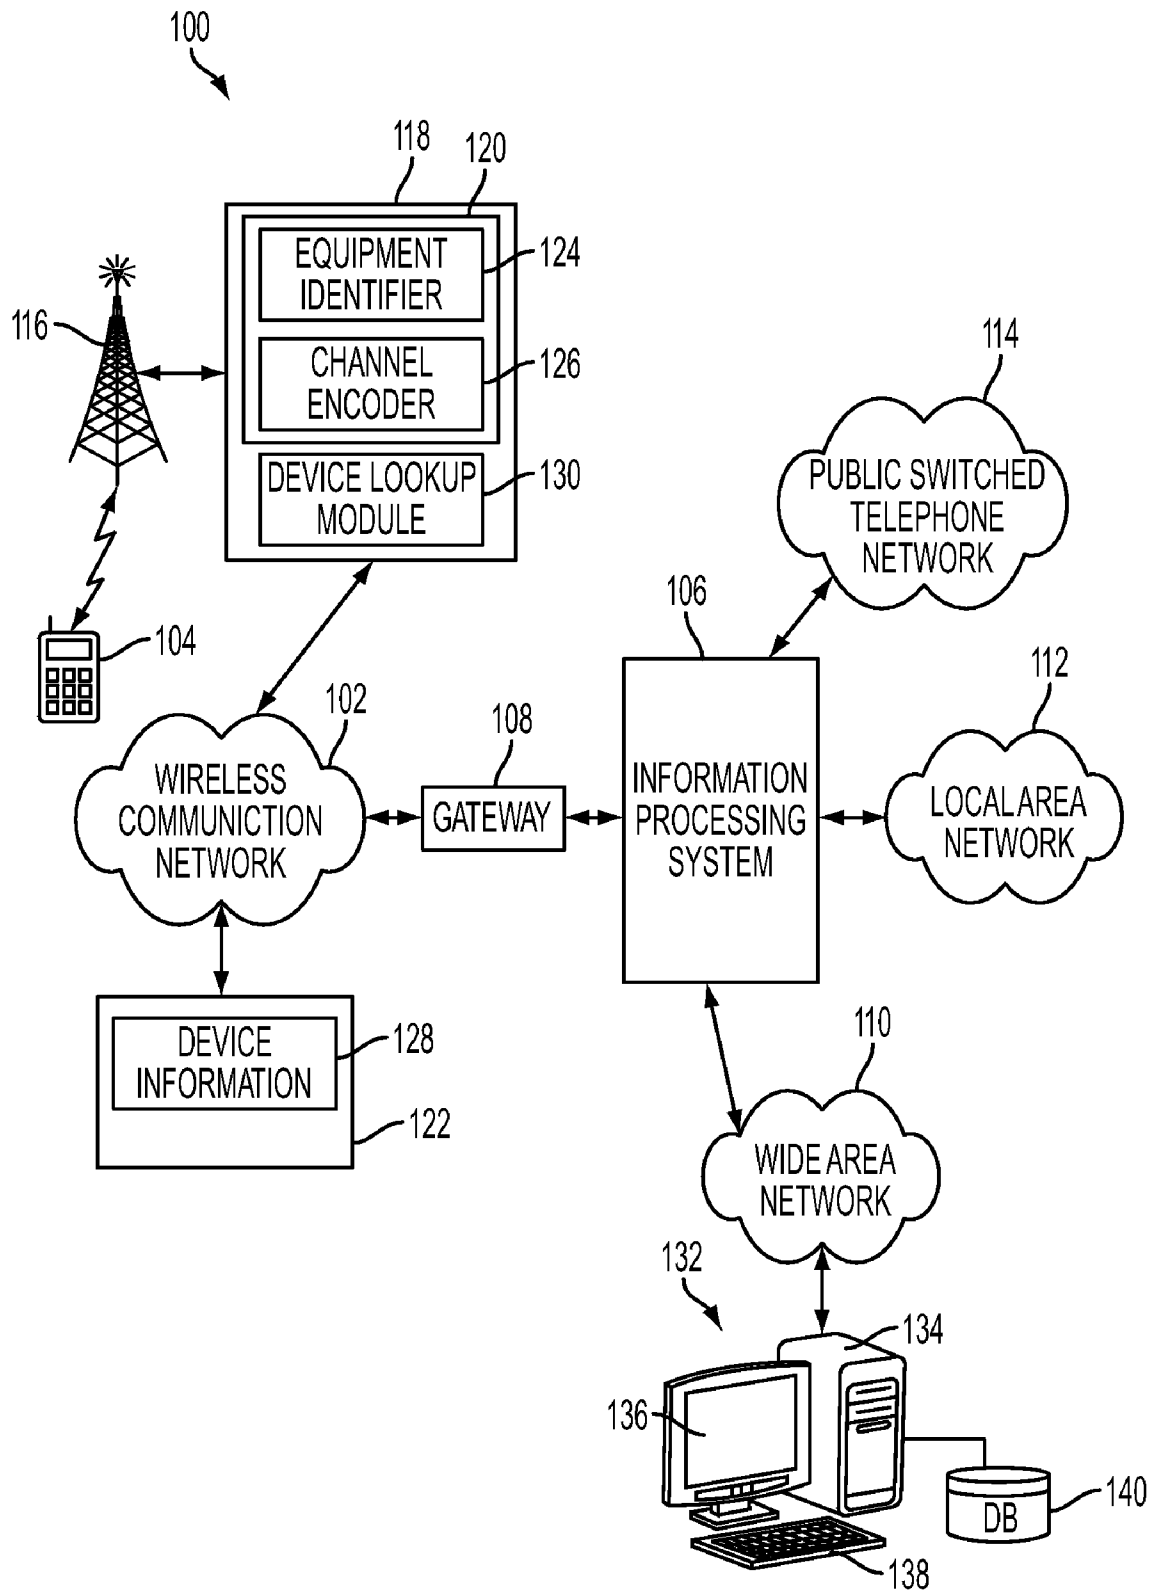 100
118
120
EQUIPMENT
IDENTIFIER
124
116
CHANNEL
ENCODER
126
114
DEVICE LOOKUP
MODULE
130
PUBLIC SWITCHED
TELEPHONE
NETWORK
106
104
112
102
108
WIRELESS
COMMUNICTION
NETWORK
GATEWAY
INFORMATION
PROCESSING
SYSTEM
LOCAL AREA
NETWORK
110
DEVICE
INFORMATION
128
122
WIDE AREA
NETWORK
132
134
136
DB
140
138